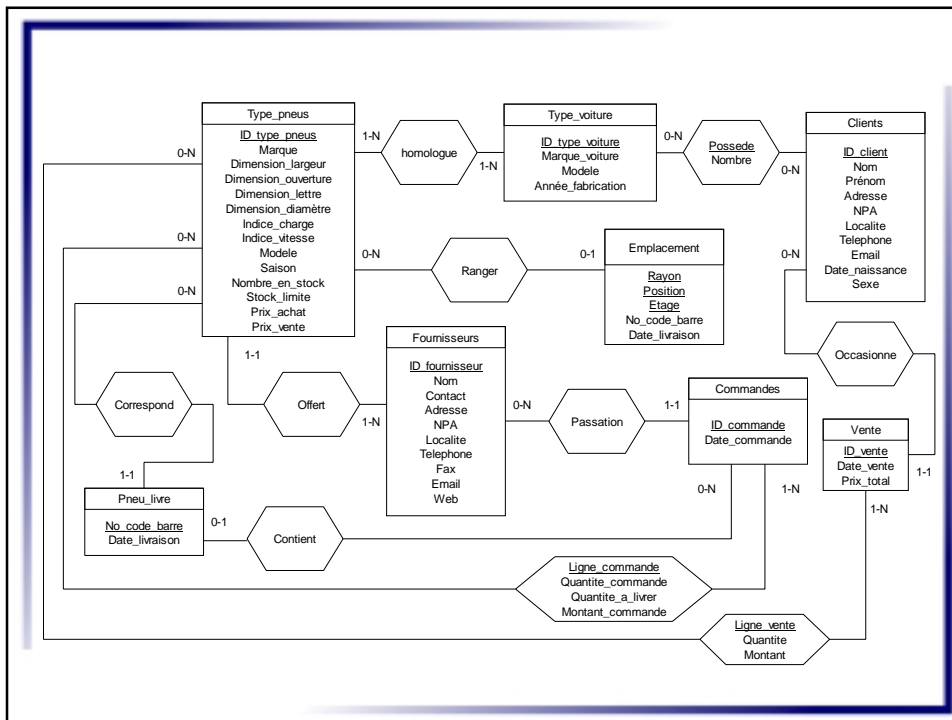 Type_pneus
ID_type_pneus
Marque
Dimension_largeur
Dimension_ouverture
Dimension_lettre
Dimension_diamètre
Indice_charge
Indice_vitesse
Modele
Saison
Nombre_en_stock
Stock_limite
Prix_achat
Prix_vente
1-N
homologue
1-N
Type_voiture
ID_type_voiture
Marque_voiture
Modele
Année_fabrication
0-N
Possede
Nombre
0-N
Clients
ID_client
Nom
Prénom
Adresse
NPA
Localite
Telephone
Email
Date_naissance
Sexe
0-N
0-N
0-N
0-N
Ranger
0-1
Emplacement
Rayon
Position
Etage
No_code_barre
Date_livraison
0-N
Occasionne
1-1
1-1
Offert
1-N
Fournisseurs
ID_fournisseur
Nom
Contact
Adresse
NPA
Localite
Telephone
Fax
Email
Web
0-N
Passation
1-1
Commandes
ID_commande
Date_commande
0-N
1-N
Vente
ID_vente
Date_vente
Prix_total
1-N
Correspond
1-1
Pneu_livre
No_code_barre
Date_livraison
0-1
Contient
Ligne_commande
Quantite_commande
Quantite_a_livrer
Montant_commande
Ligne_vente
Quantite
Montant